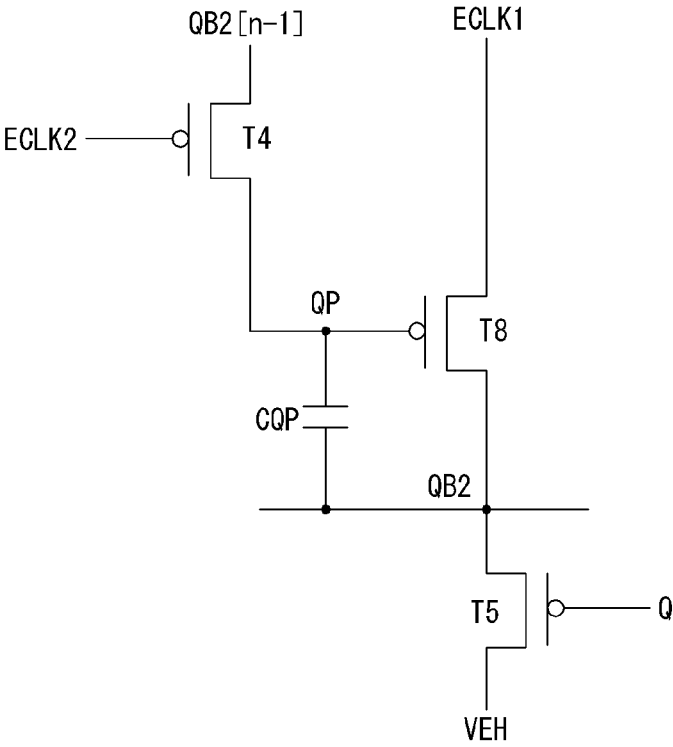 QB2[n-1]
ECLK1
ECLK2
T4
QP
T8
CQP
QB2
T5
Q
VEH